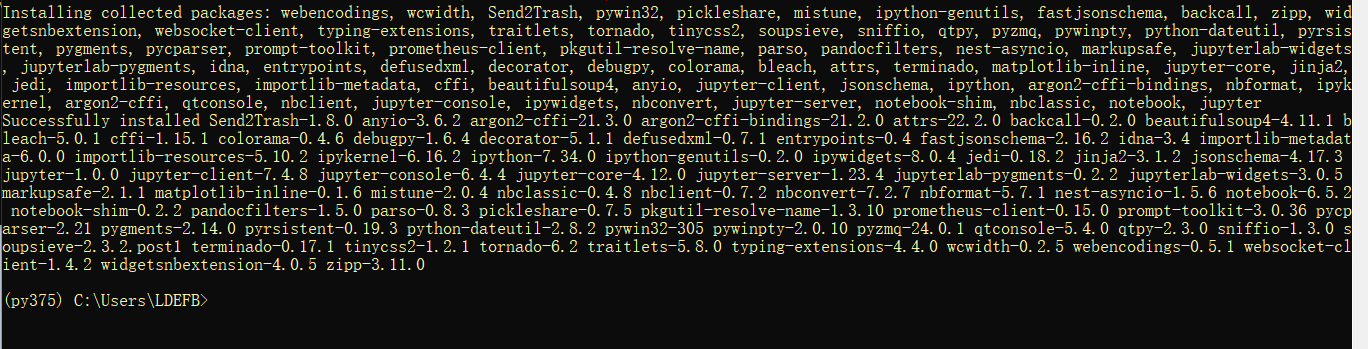 Installing collected packages: webencodings, wcwidth, Send2Trash, pywin32, pickleshare, mistune, ipython-genutils, fastjsonschema, backcall, zipp, wid
getsnbextension, websocket-client, typing-extensions, traitlets, tornado, tinycss2, soupsieve, sniffio, qtpy, pyzmq, pywinpty, python-dateutil, pyrsis
tent, pygments, pycparser, prompt-toolkit, prometheus-client, pkgutil-resolve-name, parso, pandocfilters, nest-asyncio, markupsafe, jupyterlab-widgets
, jupyterlab-pygments, idna, entrypoints, defusedxml, decorator, debugpy, colorama, bleach, attrs, terminado, matplotlib-inline, jupyter-core, jinja2,
 jedi, importlib-resources, importlib-metadata, cffi, beautifulsoup4, anyio, jupyter-client, jsonschema, ipython, argon2-cffi-bindings, nbformat, ipyk
ernel, argon2-cffi, qtconsole, nbclient, jupyter-console, ipywidgets, nbconvert, jupyter-server, notebook-shim, nbclassic, notebook, jupyter
Successfully installed Send2Trash-1.8.0 anyio-3.6.2 argon2-cffi-21.3.0 argon2-cffi-bindings-21.2.0 attrs-22.2.0 backcall-0.2.0 beautifulsoup4-4.11.1 b
leach-5.0.1 cffi-1.15.1 colorama-0.4.6 debugpy-1.6.4 decorator-5.1.1 defusedxml-0.7.1 entrypoints-0.4 fastjsonschema-2.16.2 idna-3.4 importlib-metadat
a-6.0.0 importlib-resources-5.10.2 ipykernel-6.16.2 ipython-7.34.0 ipython-genutils-0.2.0 ipywidgets-8.0.4 jedi-0.18.2 jinja2-3.1.2 jsonschema-4.17.3
jupyter-1.0.0 jupyter-client-7.4.8 jupyter-console-6.4.4 jupyter-core-4.12.0 jupyter-server-1.23.4 jupyterlab-pygments-0.2.2 jupyterlab-widgets-3.0.5
markupsafe-2.1.1 matplotlib-inline-0.1.6 mistune-2.0.4 nbclassic-0.4.8 nbclient-0.7.2 nbconvert-7.2.7 nbformat-5.7.1 nest-asyncio-1.5.6 notebook-6.5.2
 notebook-shim-0.2.2 pandocfilters-1.5.0 parso-0.8.3 pickleshare-0.7.5 pkgutil-resolve-name-1.3.10 prometheus-client-0.15.0 prompt-toolkit-3.0.36 pycp
arser-2.21 pygments-2.14.0 pyrsistent-0.19.3 python-dateutil-2.8.2 pywin32-305 pywinpty-2.0.10 pyzmq-24.0.1 qtconsole-5.4.0 qtpy-2.3.0 sniffio-1.3.0 s
oupsieve-2.3.2.post1 terminado-0.17.1 tinycss2-1.2.1 tornado-6.2 traitlets-5.8.0 typing-extensions-4.4.0 wcwidth-0.2.5 webencodings-0.5.1 websocket-cl
ient-1.4.2 widgetsnbextension-4.0.5 zipp-3.11.0
(py375) C:\Users\LDEFB>